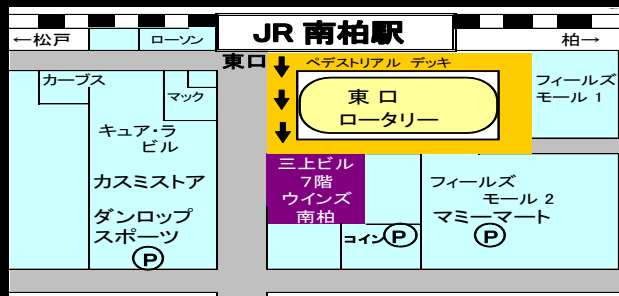 JR 南柏駅
←松戸
ローソン
柏→
東口
ペデストリアル デッキ
カーブス
マック
東 口
ロータリー
フィールズ
モール 1
キュア・ラ
ビル
カスミストア
ダンロップ
スポーツ
P
三上ビル
7階
ウインズ
南柏
フィールズ
モール 2
マミーマート
コイン P
P